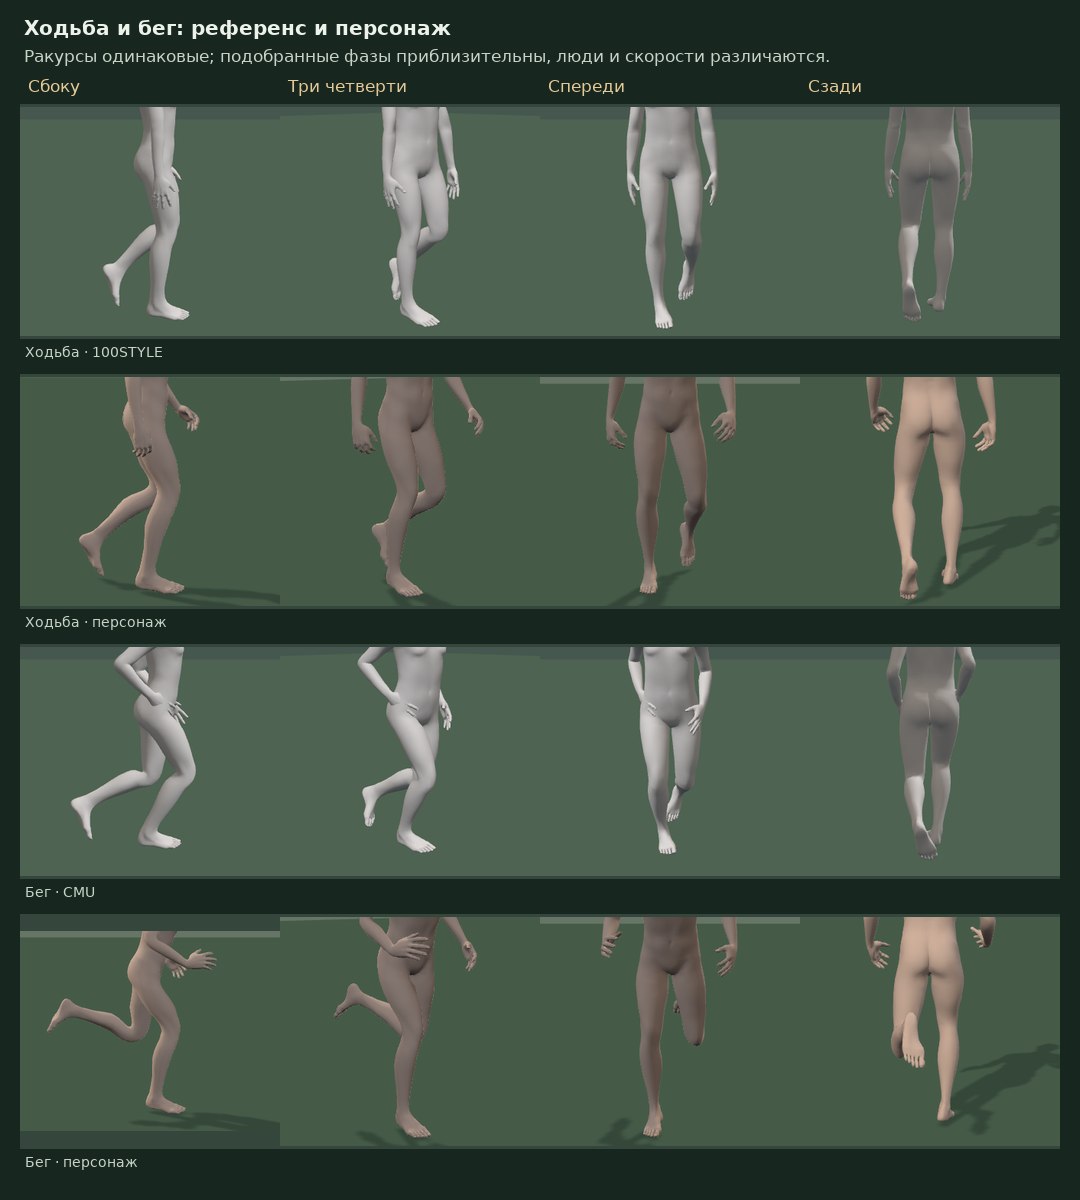 Ходьба и бег: референс и персонаж
Ракурсы одинаковые; подобранные фазы приблизительны, люди и скорости различаются.
Сбоку
Три четверти
Спереди
Сзади
Ходьба · 100STYLE
Ходьба · персонаж
Бег · CMU
Бег · персонаж